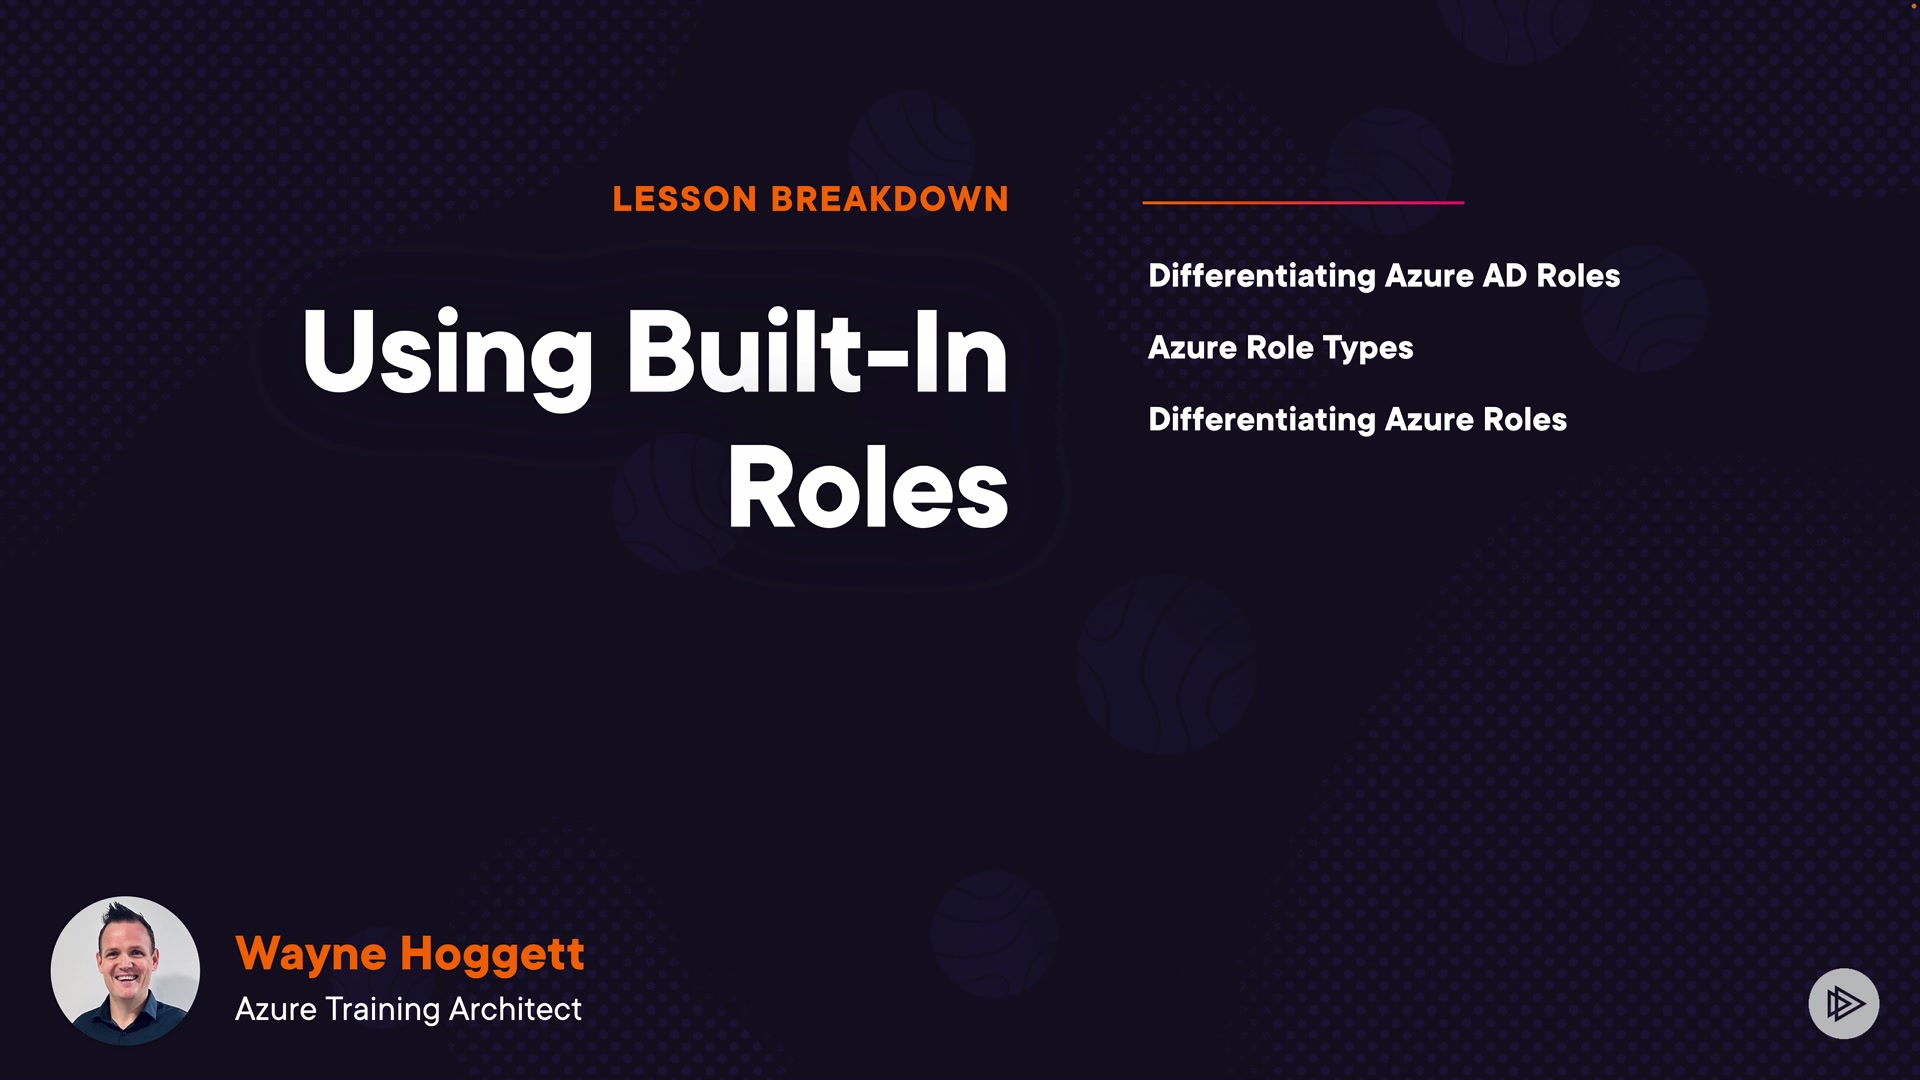 LESSON BREAKDOWN
Using Built-In
Roles
Differentiating Azure AD Roles
Azure Role Types
Differentiating Azure Roles
Wayne Hoggett
Azure Training Architect